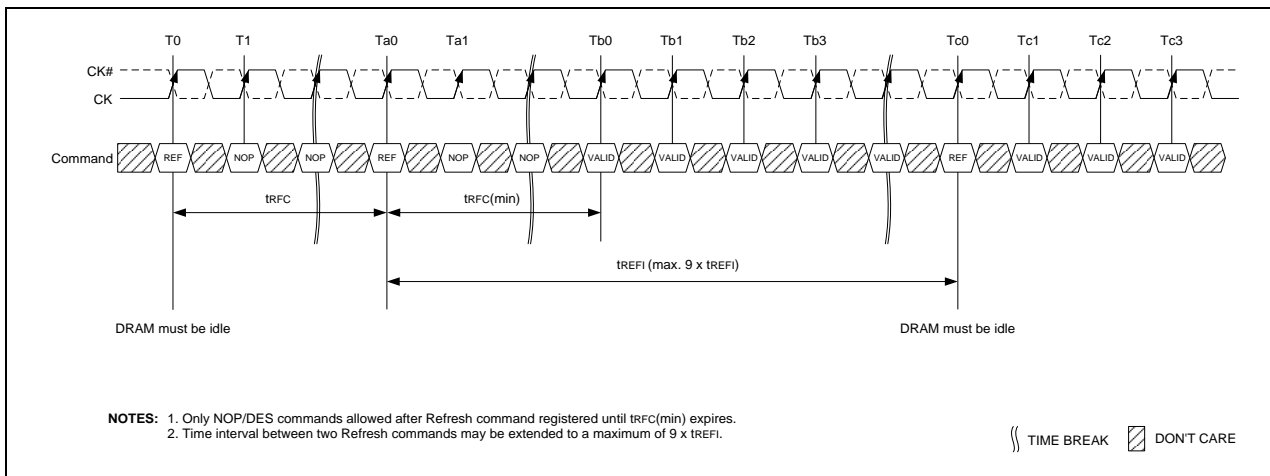 T0 T1 Ta0 Ta1 Tb0 Tb1 Tb2 Tb3 Tc0 Tc1 Tc2 Tc3
CK#
CK
Command REF NOP NOP REF NOP NOP VALID VALID VALID VALID VALID REF VALID VALID VALID
tRFC tRFC(min)
tREFI (max. 9 x tREFI)
DRAM must be idle DRAM must be idle
NOTES: 1. Only NOP/DES commands allowed after Refresh command registered until tRFC(min) expires.
2. Time interval between two Refresh commands may be extended to a maximum of 9 x tREFI.
TIME BREAK DON'T CARE